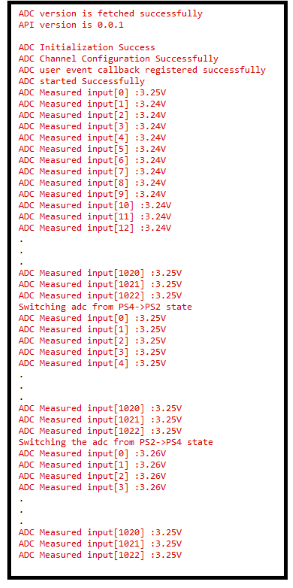 ADC version is fetched successfully
API version is 0.0.1
ADC Initialization Success
ADC Channel Configuration Successfully
ADC user event callback registered successfully
ADC started Successfully
ADC Measured input[0] :3.25V
ADC Measured input[1] :3.24V
ADC Measured input[2] :3.24V
ADC Measured input[3] :3.24V
ADC Measured input[4] :3.24V
ADC Measured input[5] :3.24V
ADC Measured input[6] :3.24V
ADC Measured input[7] :3.24V
ADC Measured input[8] :3.24V
ADC Measured input[9] :3.24V
ADC Measured input[10] :3.24V
ADC Measured input[11] :3.24V
ADC Measured input[12] :3.24V
.
.
.
ADC Measured input[1020] :3.25V
ADC Measured input[1021] :3.25V
ADC Measured input[1022] :3.25V
Switching adc from PS4->PS2 state
ADC Measured input[0] :3.25V
ADC Measured input[1] :3.25V
ADC Measured input[2] :3.25V
ADC Measured input[3] :3.25V
ADC Measured input[4] :3.25V
.
.
.
ADC Measured input[1020] :3.25V
ADC Measured input[1021] :3.25V
ADC Measured input[1022] :3.25V
Switching the adc from PS2->PS4 state
ADC Measured input[0] :3.26V
ADC Measured input[1] :3.26V
ADC Measured input[2] :3.26V
ADC Measured input[3] :3.26V
.
.
.
ADC Measured input[1020] :3.25V
ADC Measured input[1021] :3.25V
ADC Measured input[1022] :3.25V